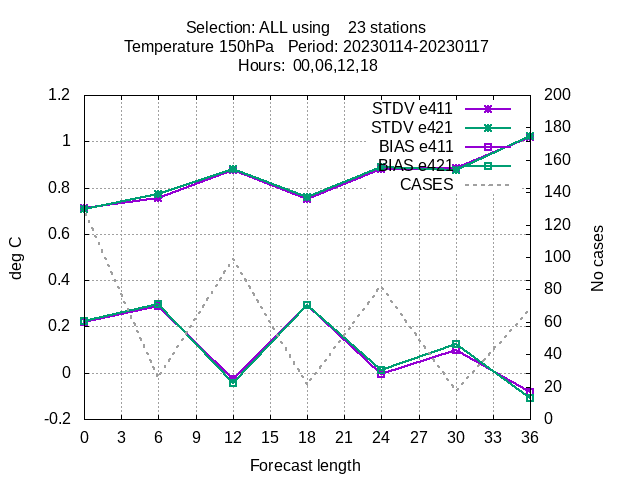 Selection: ALL using 23 stations
Temperature 150hPa Period: 20230114-20230117
Hours: 00,06,12,18
1.2
1
0.8
0.6
0.4
0.2
0
-0.2
deg C
200
180
160
140
120
100
80
60
40
20
0
No cases
STDV e411
STDV e421
BIAS e411
BIAS e421
CASES
0 3 6 9 12 15 18 21 24 27 30 33 36
Forecast length